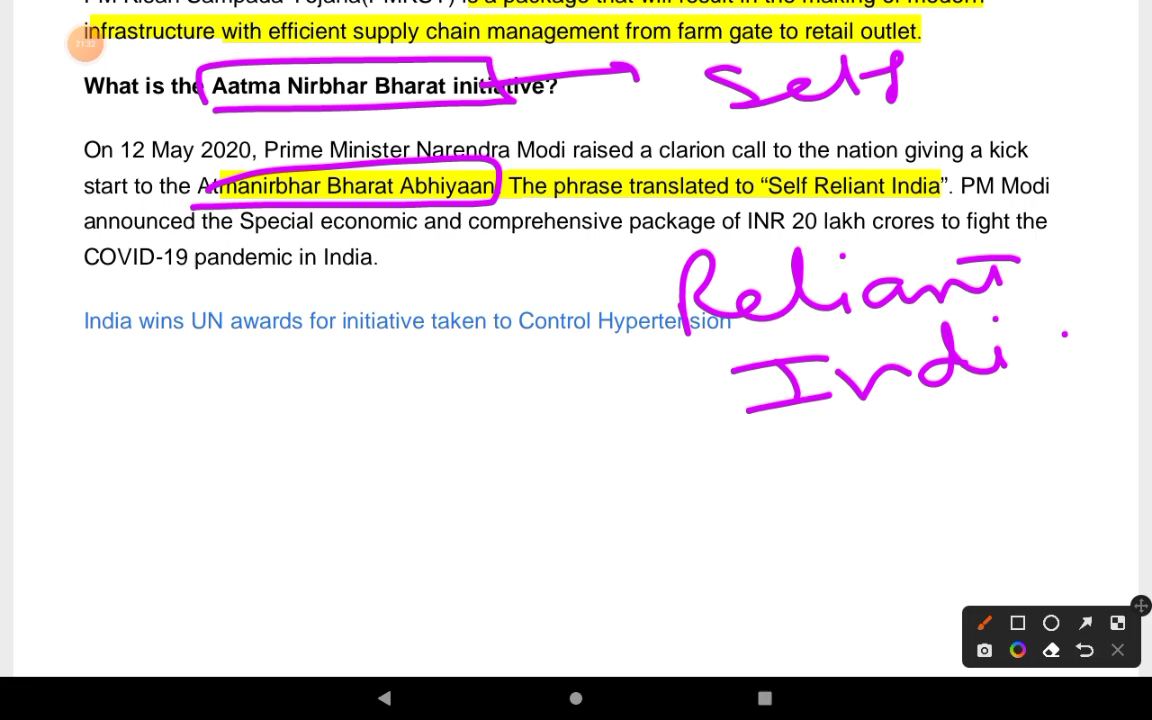 infrastructure with efficient supply chain management from farm gate to retail outlet.
21:32
What is the Aatma Nirbhar Bharat initiative?
Self
On 12 May 2020, Prime Minister Narendra Modi raised a clarion call to the nation giving a kick
start to the Atmanirbhar Bharat Abhiyaan. The phrase translated to “Self Reliant India”. PM Modi
announced the Special economic and comprehensive package of INR 20 lakh crores to fight the
COVID-19 pandemic in India.
Reliant
India wins UN awards for initiative taken to Control Hypertension
Indi